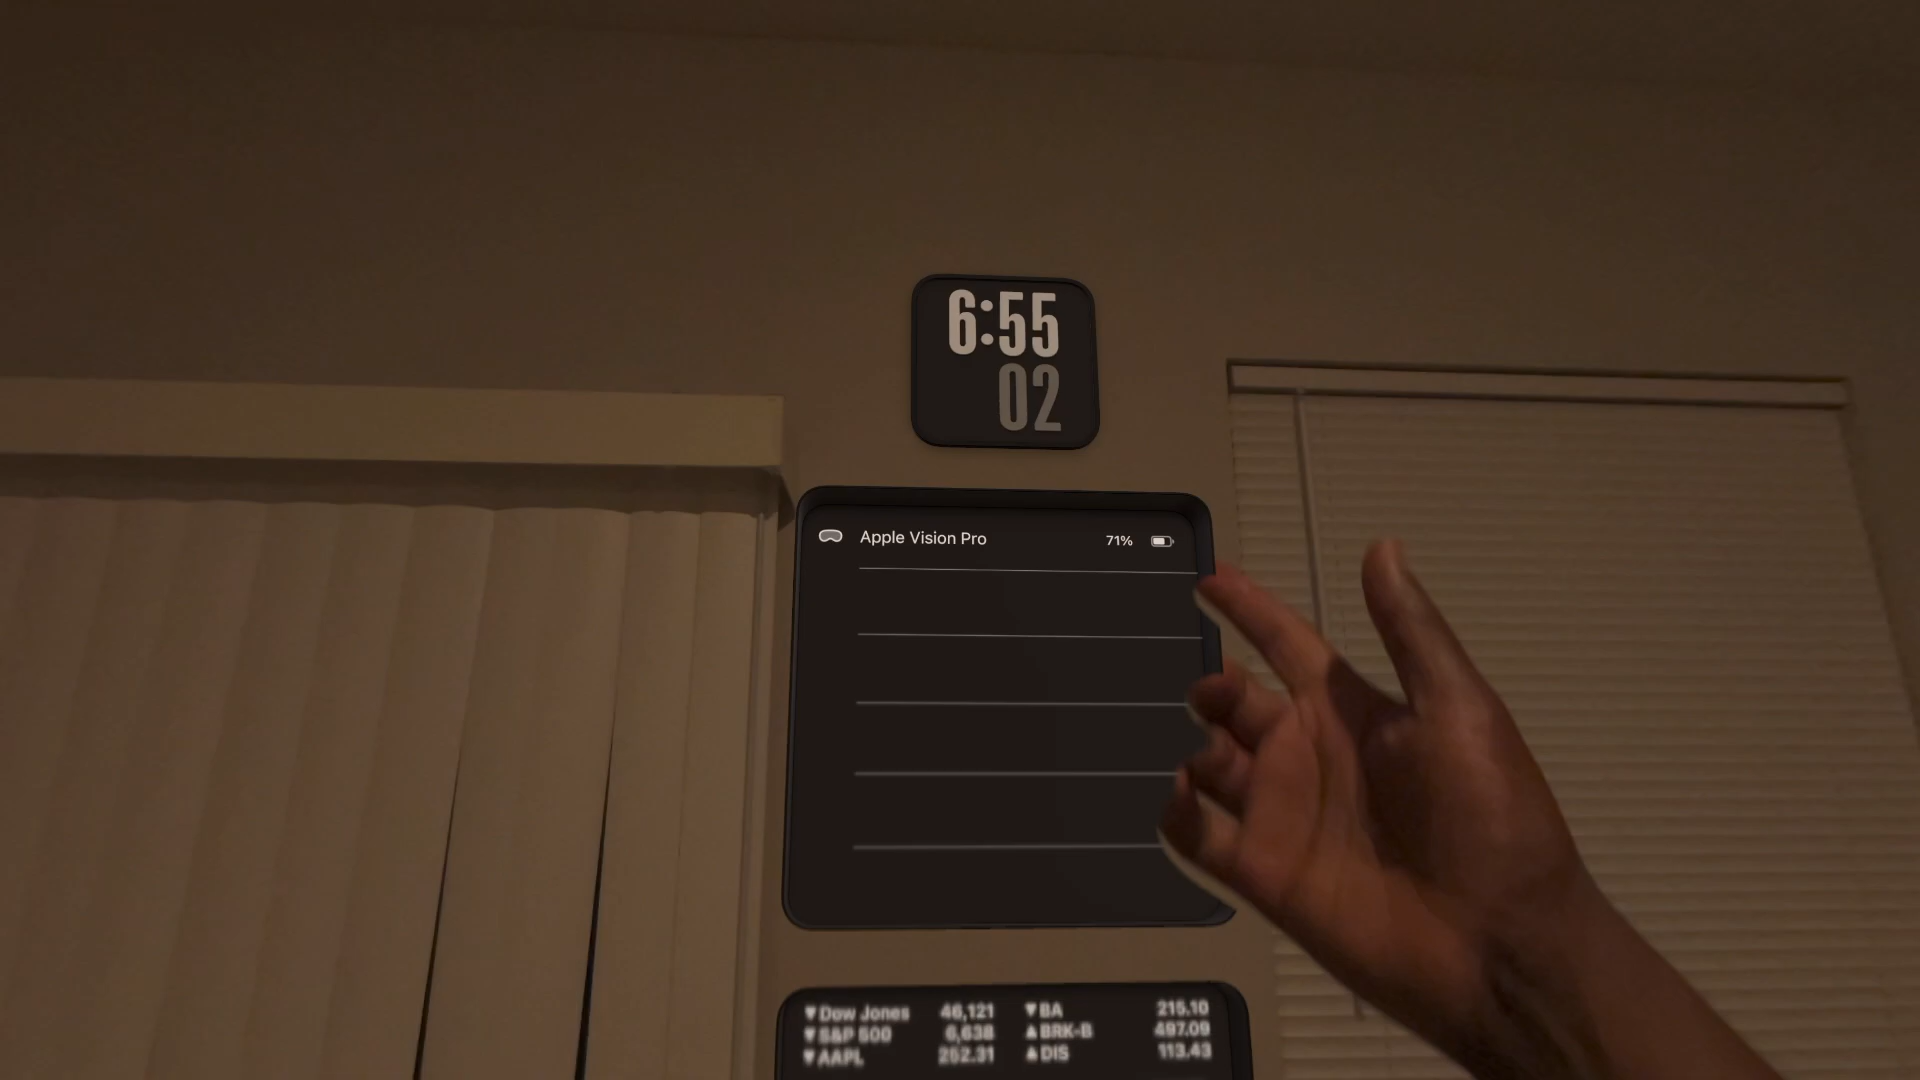 6:55
02
Apple Vision Pro 71%
▼Dow Jones 46,121 ▼BA 215.10
▼S&P 500 6,638 ▲BRK-B 497.09
▼AAPL 252.31 ▲DIS 113.43